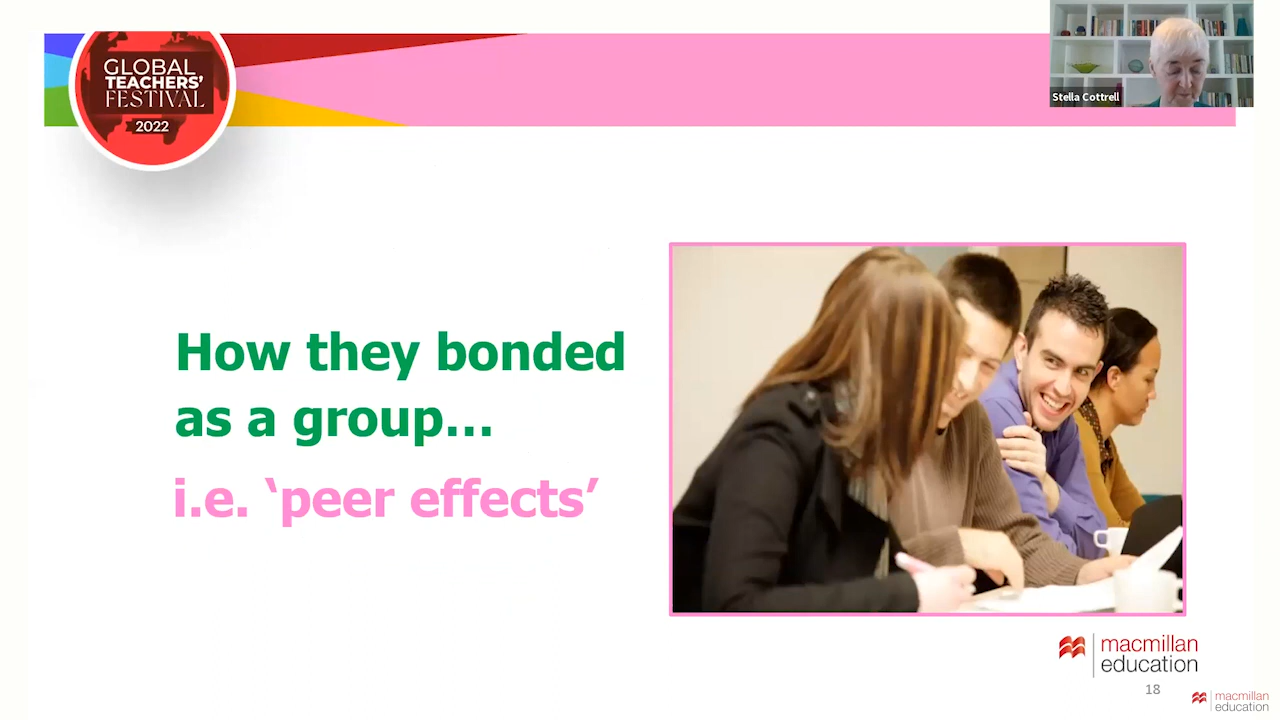 GLOBAL
TEACHERS'
FESTIVAL
2022
Stella Cottrell
How they bonded
as a group...
i.e. ‘peer effects’
macmillan
education
18
macmillan
education